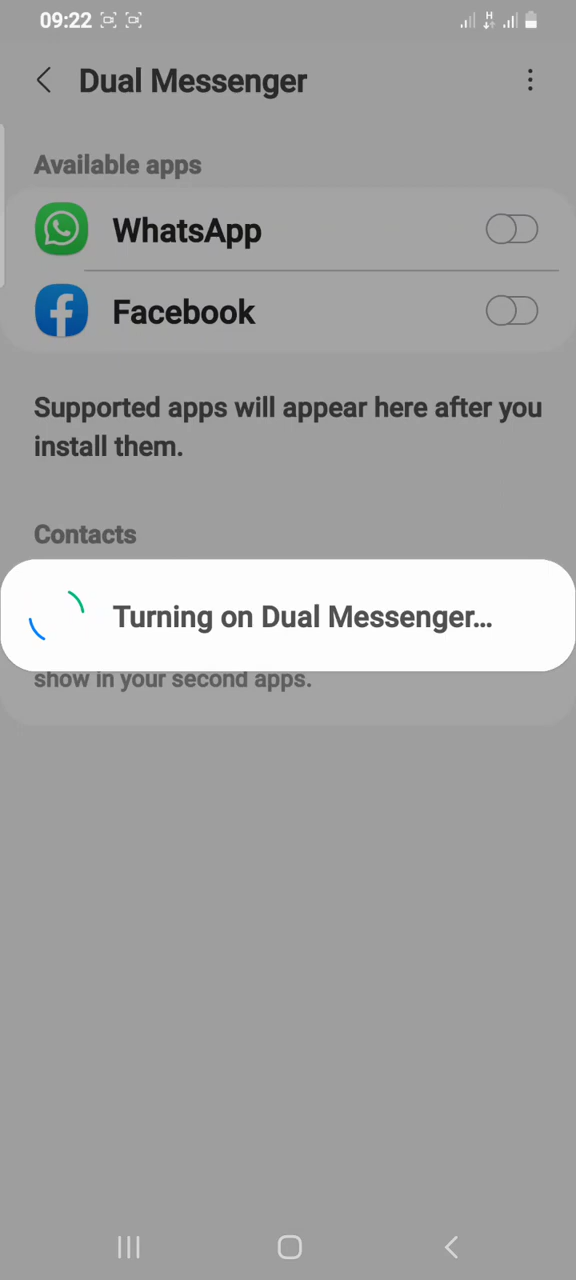 09:22
H
Dual Messenger
Available apps
WhatsApp
Facebook
Supported apps will appear here after you
install them.
Contacts
Turning on Dual Messenger...
show in your second apps.